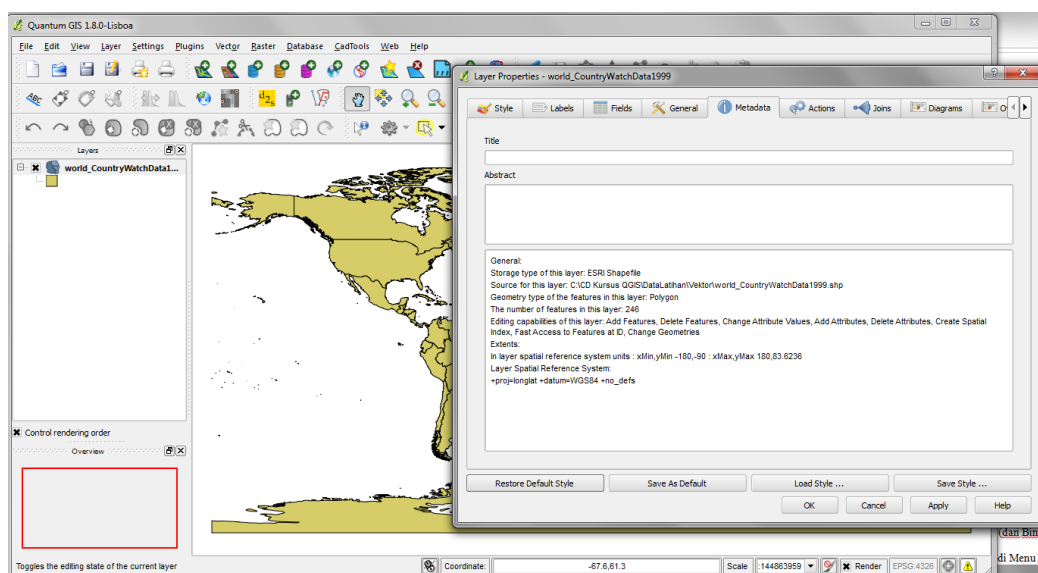 Quantum GIS 1.8.0-Lisboa
File Edit View Layer Settings Plugins Vector Raster Database CadTools Web Help
Layer Properties - world_CountryWatchData1999
Style Labels Fields General Metadata Actions Joins Diagrams
Title
Abstract
Layers
world_CountryWatchData1...
General:
Storage type of this layer: ESRI Shapefile
Source for this layer: C:\CD Kursus QGIS\DataLatihan\Vektor\world_CountryWatchData1999.shp
Geometry type of the features in this layer: Polygon
The number of features in this layer: 246
Editing capabilities of this layer: Add Features, Delete Features, Change Attribute Values, Add Attributes, Delete Attributes, Create Spatial
Index, Fast Access to Features at ID, Change Geometries
Extents:
In layer spatial reference system units : xMin,yMin -180,-90 : xMax,yMax 180,83.6236
Layer Spatial Reference System:
+proj=longlat +datum=WGS84 +no_defs
Control rendering order
Overview
Restore Default Style Save As Default Load Style ... Save Style ...
OK Cancel Apply Help
(dan Bin
di Menu
Toggles the editing state of the current layer Coordinate: -67.6,61.3 Scale :144863959 Render EPSG:4326